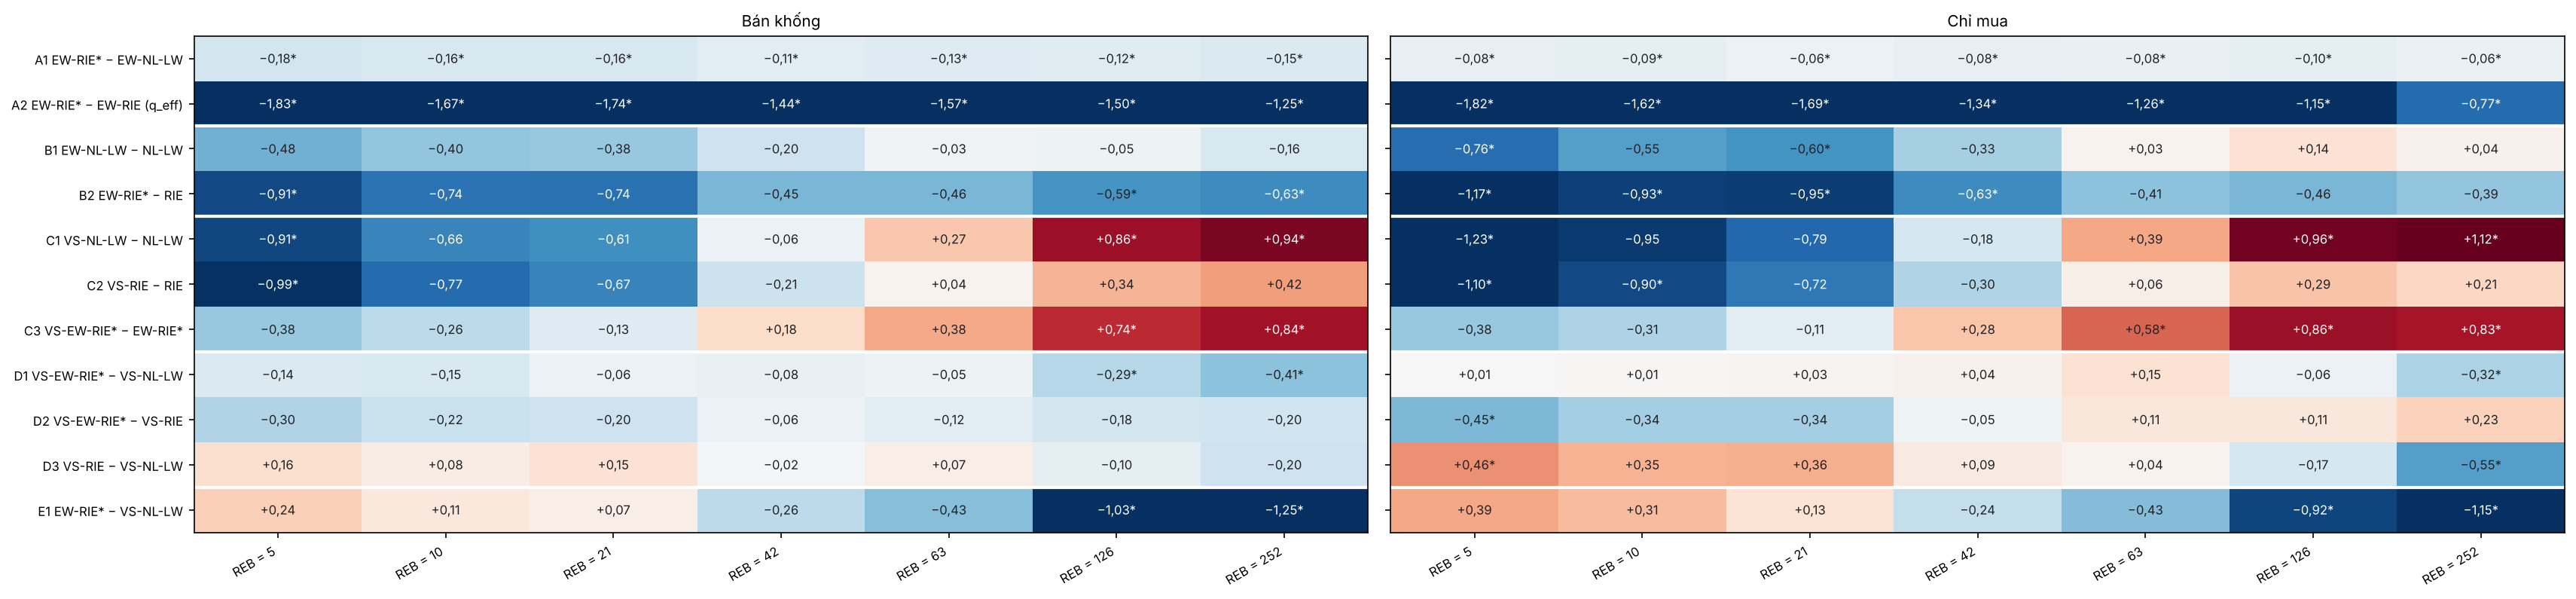 Bán khống
Chỉ mua
A1 EW-RIE* − EW-NL-LW −0,18* −0,16* −0,16* −0,11* −0,13* −0,12* −0,15* −0,08* −0,09* −0,06* −0,08* −0,08* −0,10* −0,06*
A2 EW-RIE* − EW-RIE (q_eff) −1,83* −1,67* −1,74* −1,44* −1,57* −1,50* −1,25* −1,82* −1,62* −1,69* −1,34* −1,26* −1,15* −0,77*
B1 EW-NL-LW − NL-LW −0,48 −0,40 −0,38 −0,20 −0,03 −0,05 −0,16 −0,76* −0,55 −0,60* −0,33 +0,03 +0,14 +0,04
B2 EW-RIE* − RIE −0,91* −0,74 −0,74 −0,45 −0,46 −0,59* −0,63* −1,17* −0,93* −0,95* −0,63* −0,41 −0,46 −0,39
C1 VS-NL-LW − NL-LW −0,91* −0,66 −0,61 −0,06 +0,27 +0,86* +0,94* −1,23* −0,95 −0,79 −0,18 +0,39 +0,96* +1,12*
C2 VS-RIE − RIE −0,99* −0,77 −0,67 −0,21 +0,04 +0,34 +0,42 −1,10* −0,90* −0,72 −0,30 +0,06 +0,29 +0,21
C3 VS-EW-RIE* − EW-RIE* −0,38 −0,26 −0,13 +0,18 +0,38 +0,74* +0,84* −0,38 −0,31 −0,11 +0,28 +0,58* +0,86* +0,83*
D1 VS-EW-RIE* − VS-NL-LW −0,14 −0,15 −0,06 −0,08 −0,05 −0,29* −0,41* +0,01 +0,01 +0,03 +0,04 +0,15 −0,06 −0,32*
D2 VS-EW-RIE* − VS-RIE −0,30 −0,22 −0,20 −0,06 −0,12 −0,18 −0,20 −0,45* −0,34 −0,34 −0,05 +0,11 +0,11 +0,23
D3 VS-RIE − VS-NL-LW +0,16 +0,08 +0,15 −0,02 +0,07 −0,10 −0,20 +0,46* +0,35 +0,36 +0,09 +0,04 −0,17 −0,55*
E1 EW-RIE* − VS-NL-LW +0,24 +0,11 +0,07 −0,26 −0,43 −1,03* −1,25* +0,39 +0,31 +0,13 −0,24 −0,43 −0,92* −1,15*
REB = 5 REB = 10 REB = 21 REB = 42 REB = 63 REB = 126 REB = 252 REB = 5 REB = 10 REB = 21 REB = 42 REB = 63 REB = 126 REB = 252